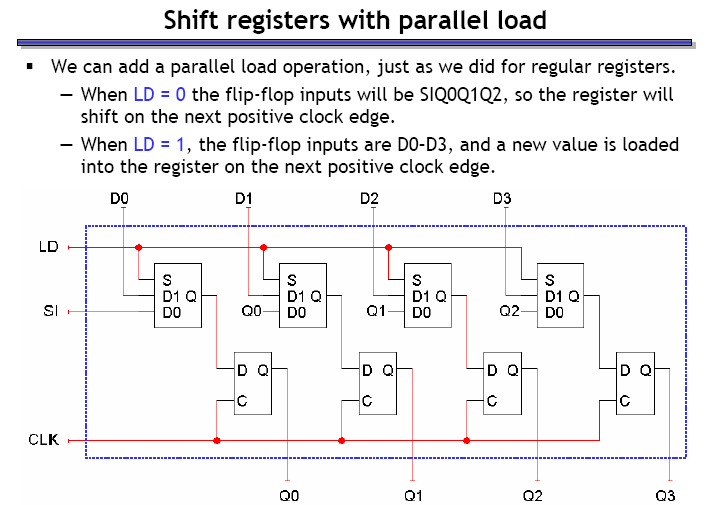 Shift registers with parallel load
▪ We can add a parallel load operation, just as we did for regular registers.
– When LD = 0 the flip-flop inputs will be SIQ0Q1Q2, so the register will
shift on the next positive clock edge.
– When LD = 1, the flip-flop inputs are D0-D3, and a new value is loaded
into the register on the next positive clock edge.
D0 D1 D2 D3
LD
S S S S
D1 Q D1 Q D1 Q D1 Q
SI D0 Q0 D0 Q1 D0 Q2 D0
D Q D Q D Q D Q
C C C C
CLK
Q0 Q1 Q2 Q3